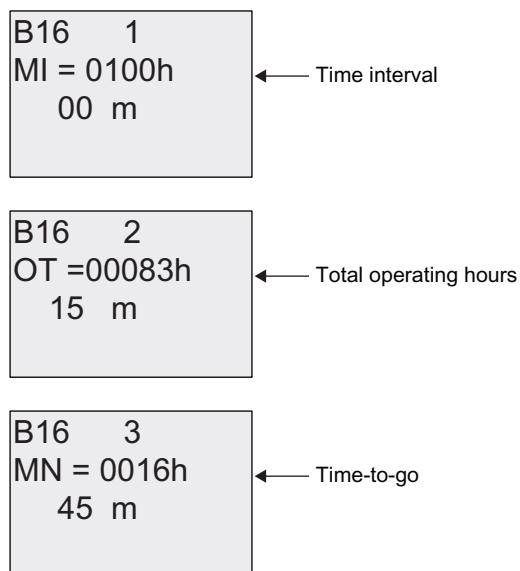 B16 1
MI = 0100h
Time interval
00 m
B16 2
OT =00083h
Total operating hours
15 m
B16 3
MN = 0016h
Time-to-go
45 m